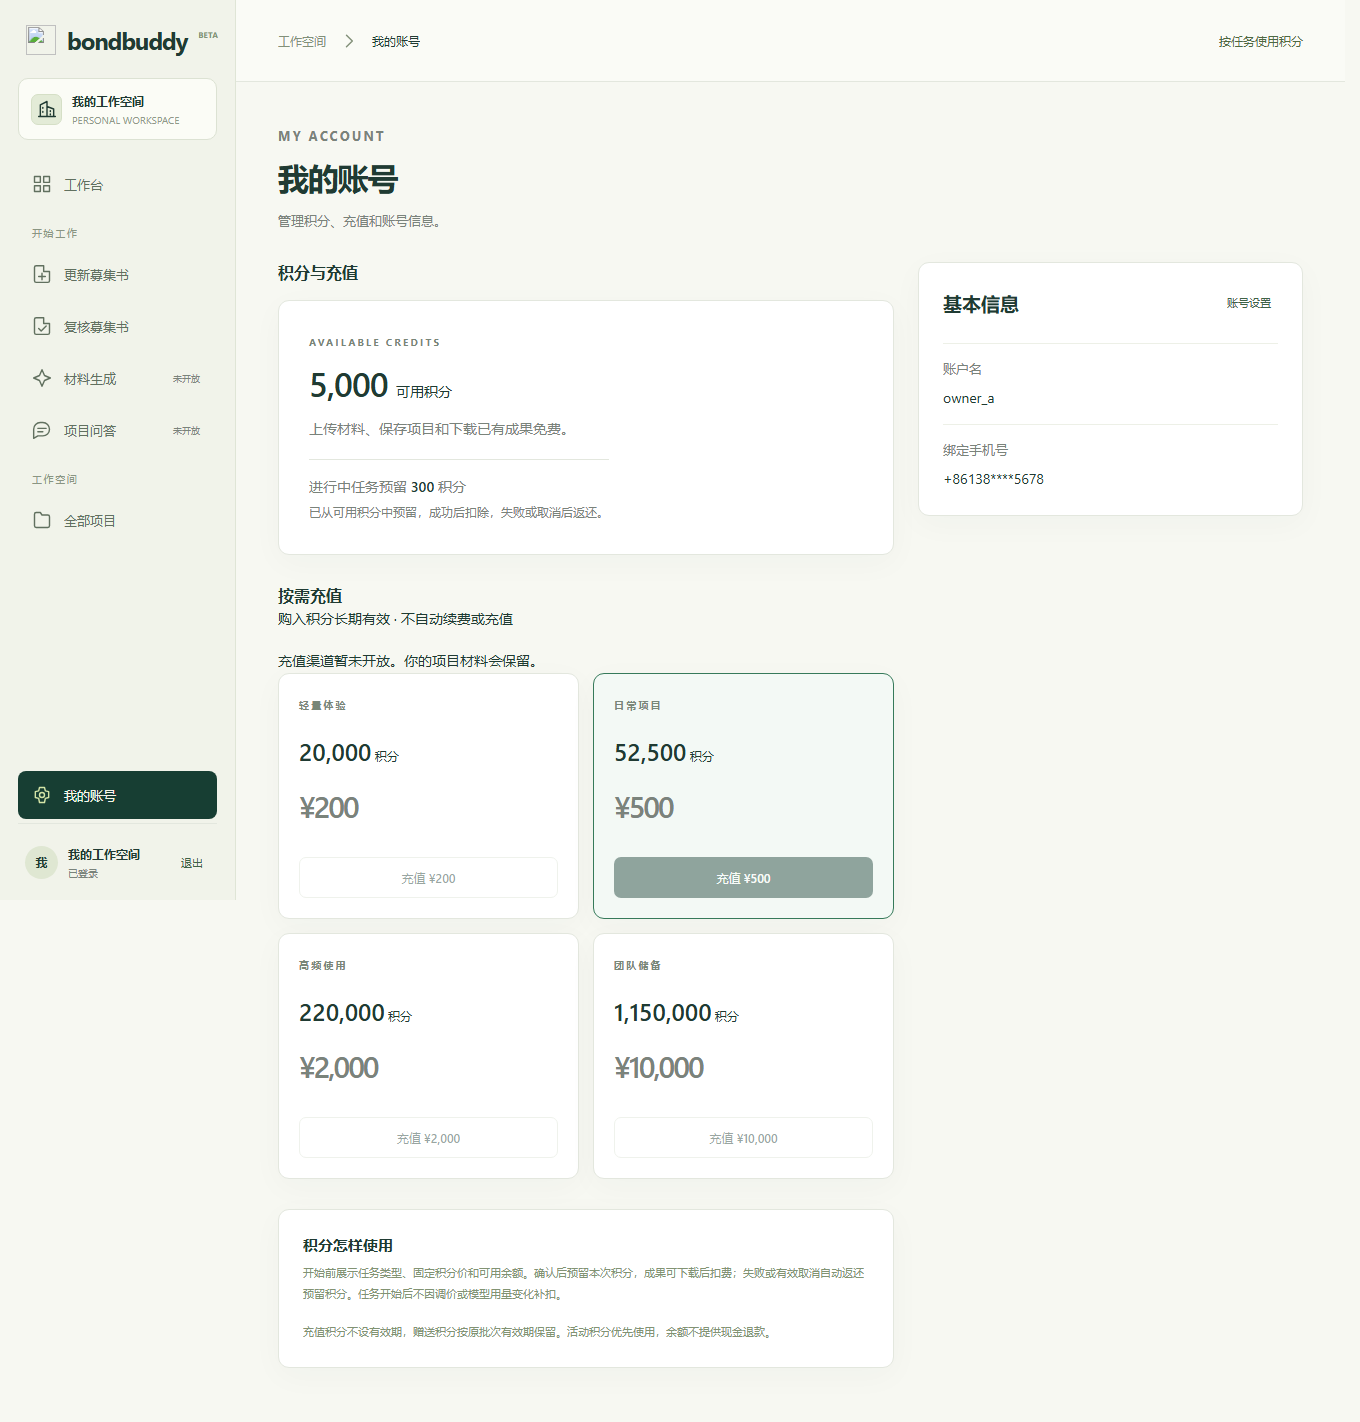 bondbuddy BETA
我的工作空间
PERSONAL WORKSPACE
工作台
开始工作
更新募集书
复核募集书
材料生成 未开放
项目问答 未开放
工作空间
全部项目
我的账号
我 我的工作空间
已登录
退出
工作空间 我的账号
按任务使用积分
MY ACCOUNT
我的账号
管理积分、充值和账号信息。
积分与充值
AVAILABLE CREDITS
5,000 可用积分
上传材料、保存项目和下载已有成果免费。
进行中任务预留 300 积分
已从可用积分中预留，成功后扣除，失败或取消后返还。
基本信息 账号设置
账户名
owner_a
绑定手机号
+86138****5678
按需充值
购入积分长期有效 · 不自动续费或充值
充值渠道暂未开放。你的项目材料会保留。
轻量体验
20,000 积分
¥200
充值 ¥200
日常项目
52,500 积分
¥500
充值 ¥500
高频使用
220,000 积分
¥2,000
充值 ¥2,000
团队储备
1,150,000 积分
¥10,000
充值 ¥10,000
积分怎样使用
开始前展示任务类型、固定积分价和可用余额。确认后预留本次积分，成果可下载后扣费；失败或有效取消自动返还
预留积分。任务开始后不因调价或模型用量变化补扣。
充值积分不设有效期，赠送积分按原批次有效期保留。活动积分优先使用，余额不提供现金退款。